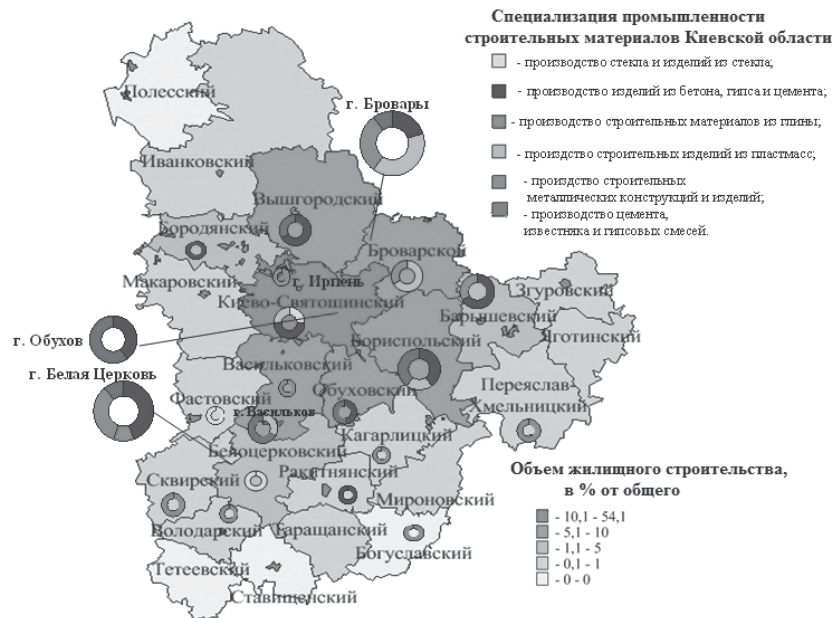 Специализация промышленности
строительных материалов Киевской области
- производство стекла и изделий из стекла;
- производство изделий из бетона, гипса и цемента;
- производство строительных материалов из глины;
- произдство строительных изделий из пластмасс;
- произдство строительных
металлических конструкций и изделий;
- производство цемента,
известняка и гипсовых смесей.
Полесский
г. Бровары
Иванковский
Вышгородский
Бородянский
Броварской
Макаровский
г. Ирпень
Киево-Святошинский
Згуровский
Барышевский
г. Обухов
Бориспольский
Яготинский
Васильковский
г. Белая Церковь
Фастовский
Обуховский
Переяслав-
Хмельницкий
г. Васильков
Кагарлицкий
Белоцерковский
Ракитнянский
Сквирский
Мироновский
Володарский
Таращанский
Богуславский
Тетеевский
Ставищенский
Объем жилищного строительства,
в % от общего
- 10,1 - 54,1
- 5,1 - 10
- 1,1 - 5
- 0,1 - 1
- 0 - 0